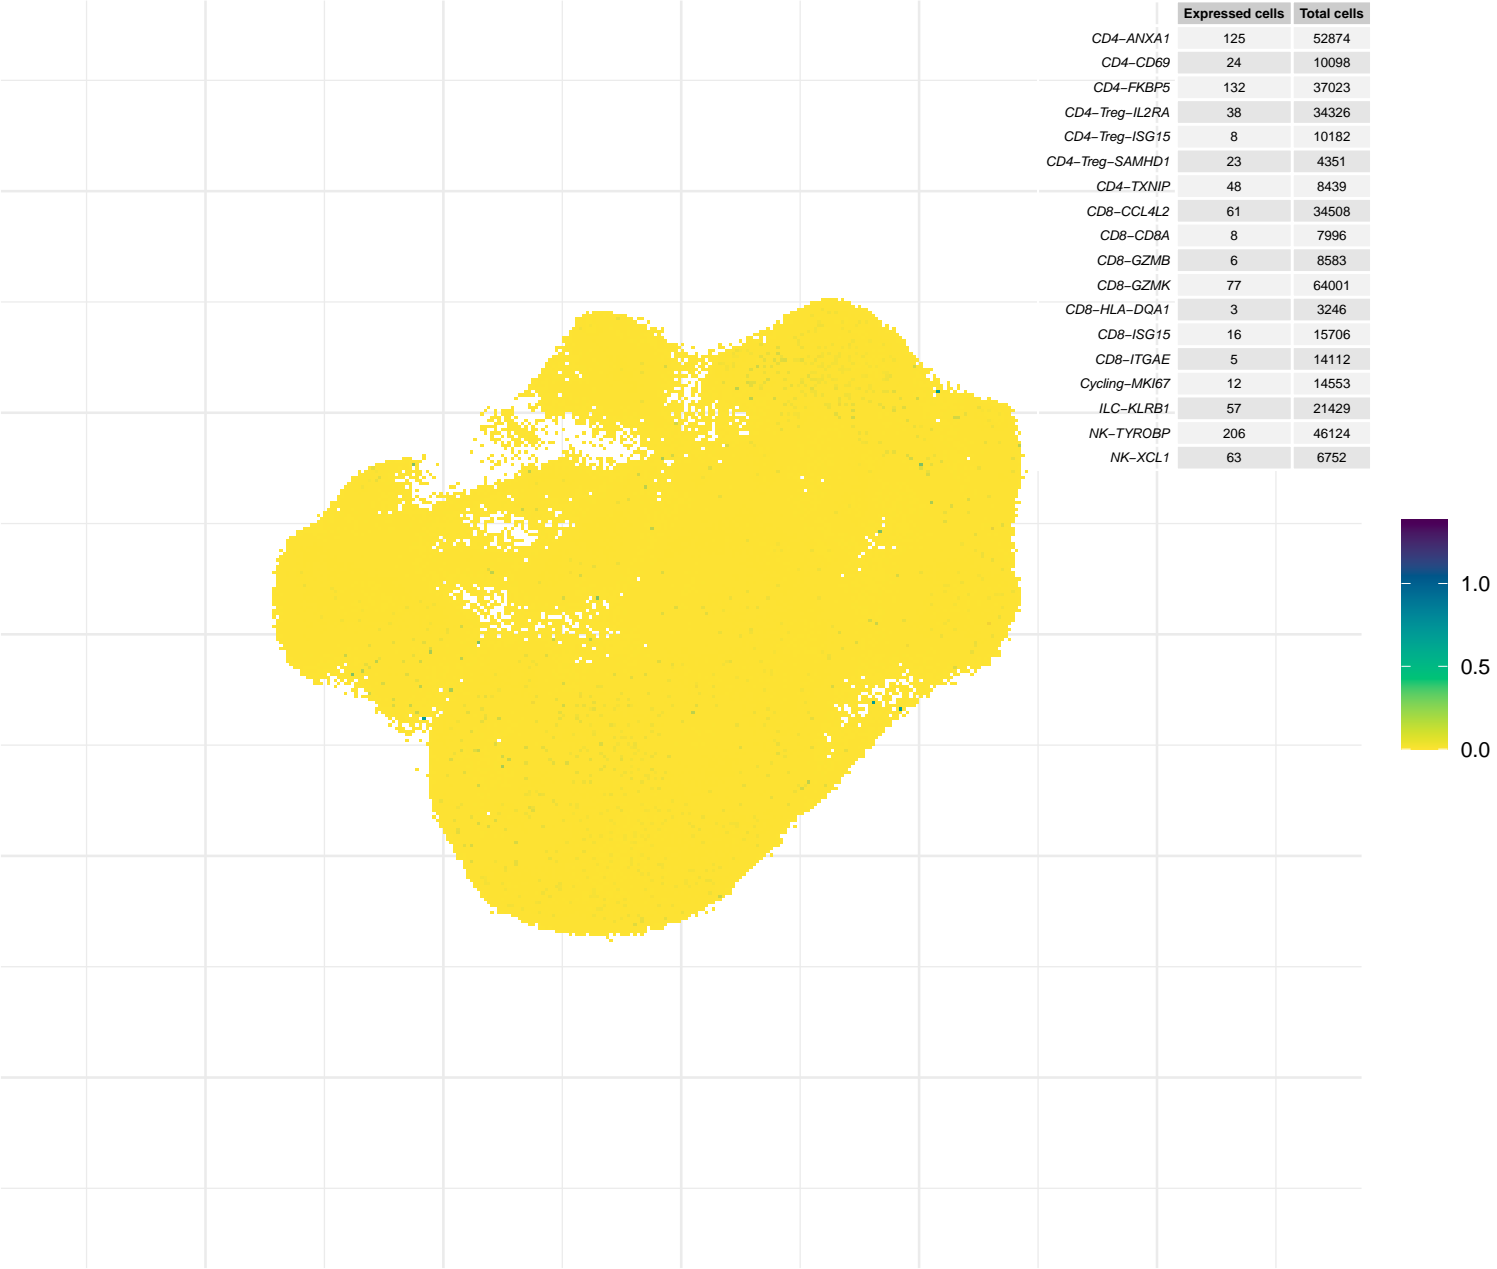 Expressed cells Total cells
CD4−ANXA1 125 52874
CD4−CD69 24 10098
CD4−FKBP5 132 37023
CD4−Treg−IL2RA 38 34326
CD4−Treg−ISG15 8 10182
CD4−Treg−SAMHD1 23 4351
CD4−TXNIP 48 8439
CD8−CCL4L2 61 34508
CD8−CD8A 8 7996
CD8−GZMB 6 8583
CD8−GZMK 77 64001
CD8−HLA−DQA1 3 3246
CD8−ISG15 16 15706
CD8−ITGAE 5 14112
Cycling−MKI67 12 14553
ILC−KLRB1 57 21429
NK−TYROBP 206 46124
NK−XCL1 63 6752
1.0
0.5
0.0